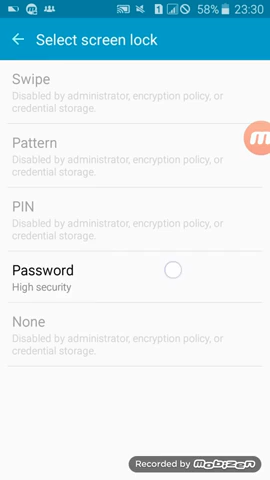 1
58% 23:30
Select screen lock
Swipe
Disabled by administrator, encryption policy, or
credential storage.
Pattern
Disabled by administrator, encryption policy, or
credential storage.
PIN
Disabled by administrator, encryption policy, or
credential storage.
Password
High security
None
Disabled by administrator, encryption policy, or
credential storage.
Recorded by mobizen